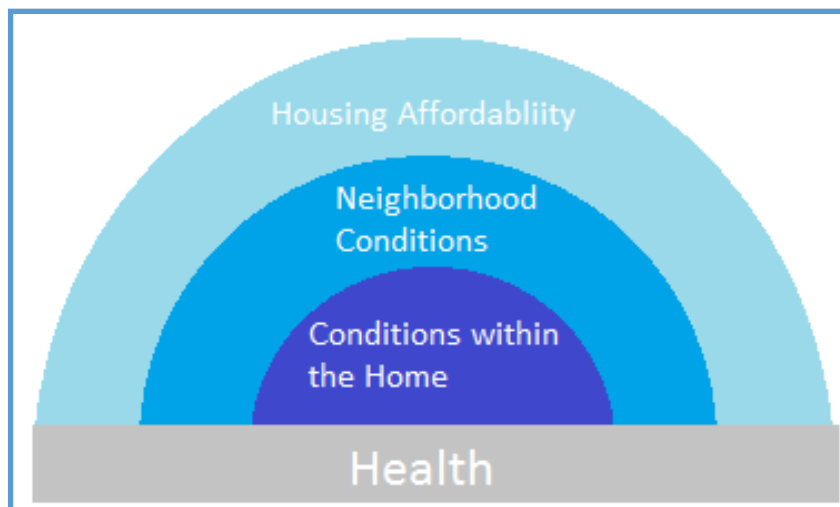 Housing Affordabliity
Neighborhood
Conditions
Conditions within
the Home
Health